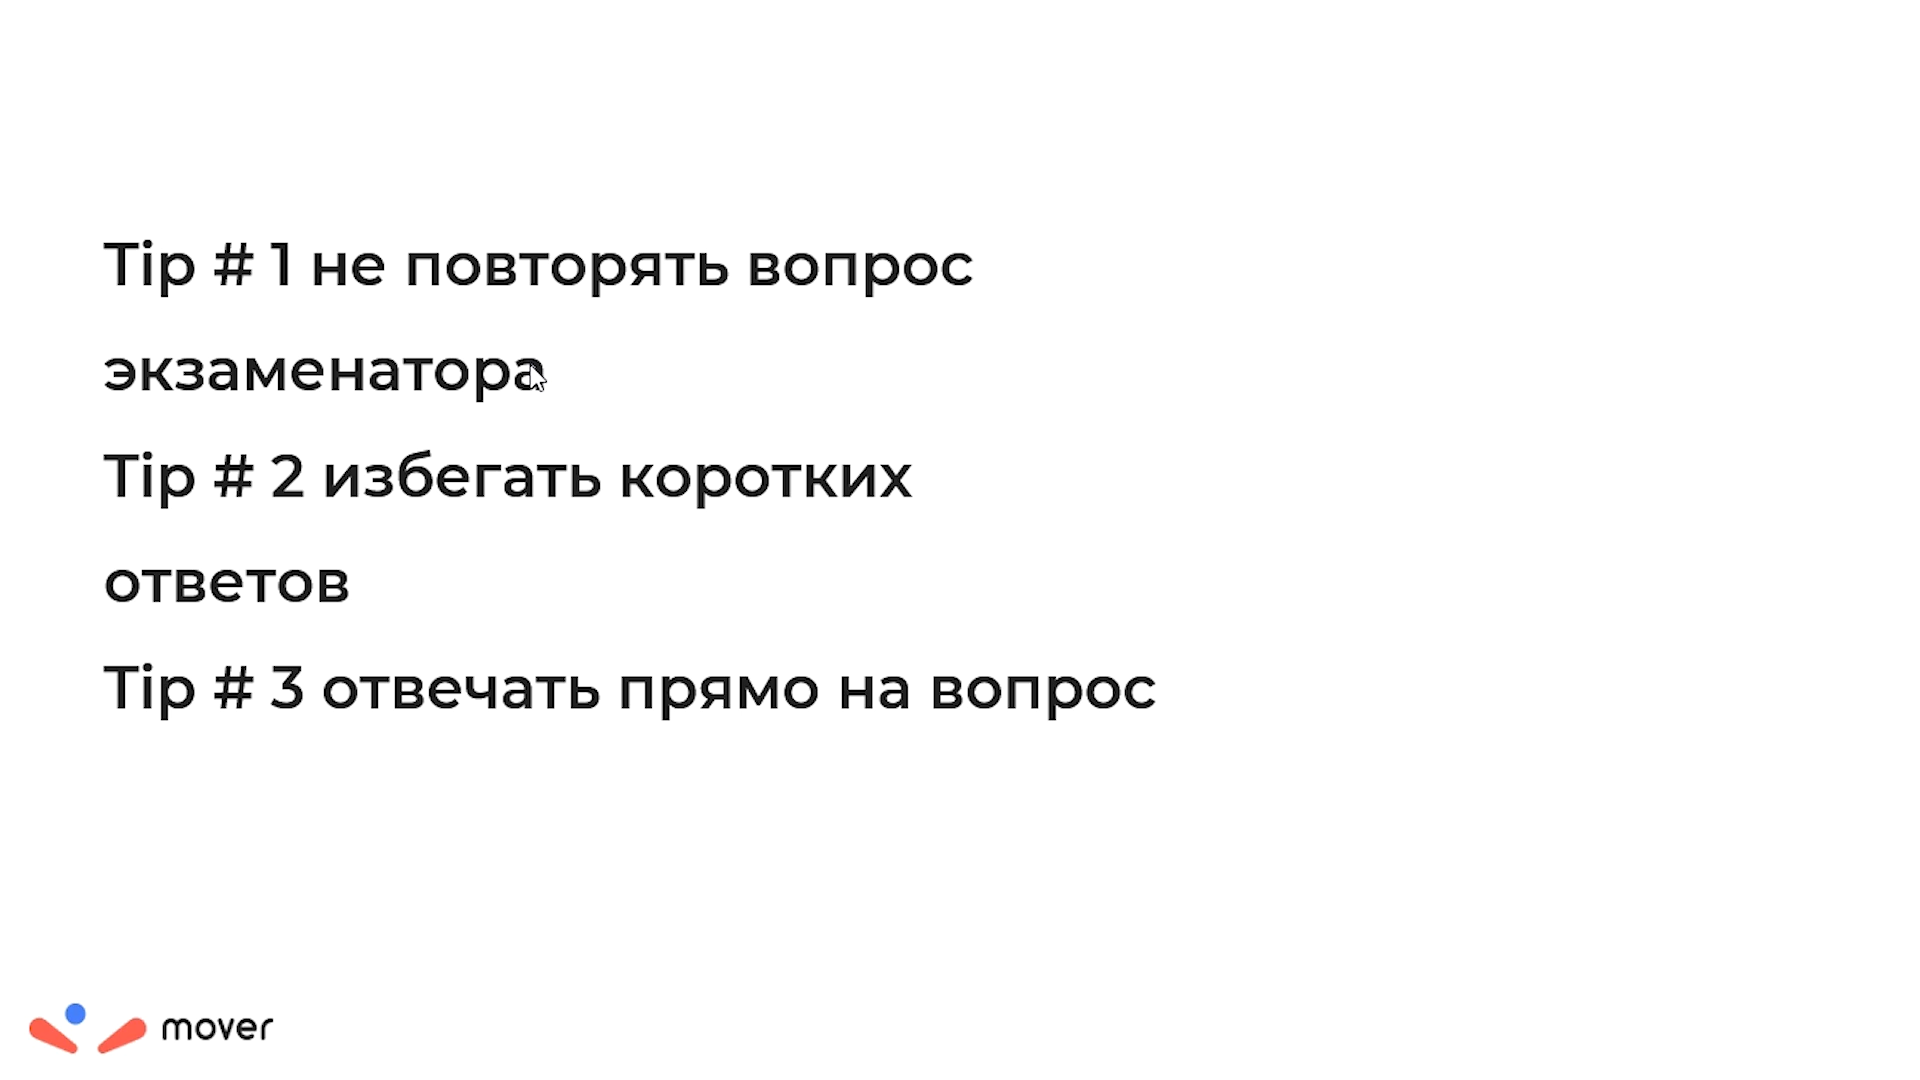 Tip # 1 не повторять вопрос
экзаменатора
Tip # 2 избегать коротких
ответов
Tip # 3 отвечать прямо на вопрос
mover